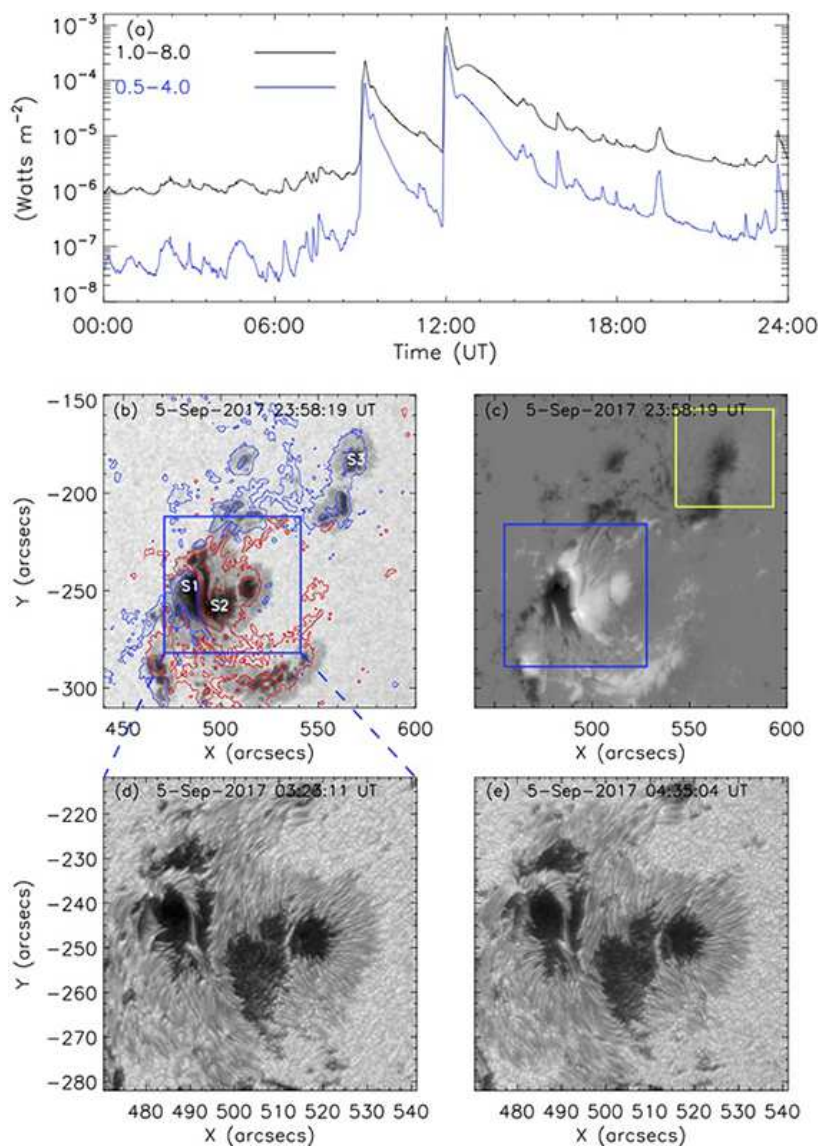 (a)
1.0−8.0
0.5−4.0
(Watts m−2)
10−3
10−4
10−5
10−6
10−7
10−8
00:00 06:00 12:00 18:00 24:00
Time (UT)
(b) 5-Sep-2017 23:58:19 UT
S3
S1
S2
Y (arcsecs)
−150
−200
−250
−300
450 500 550 600
X (arcsecs)
(c) 5-Sep-2017 23:58:19 UT
500 550 600
X (arcsecs)
(d) 5-Sep-2017 03:23:11 UT
Y (arcsecs)
−220
−230
−240
−250
−260
−270
−280
480 490 500 510 520 530 540
X (arcsecs)
(e) 5-Sep-2017 04:35:04 UT
480 490 500 510 520 530 540
X (arcsecs)